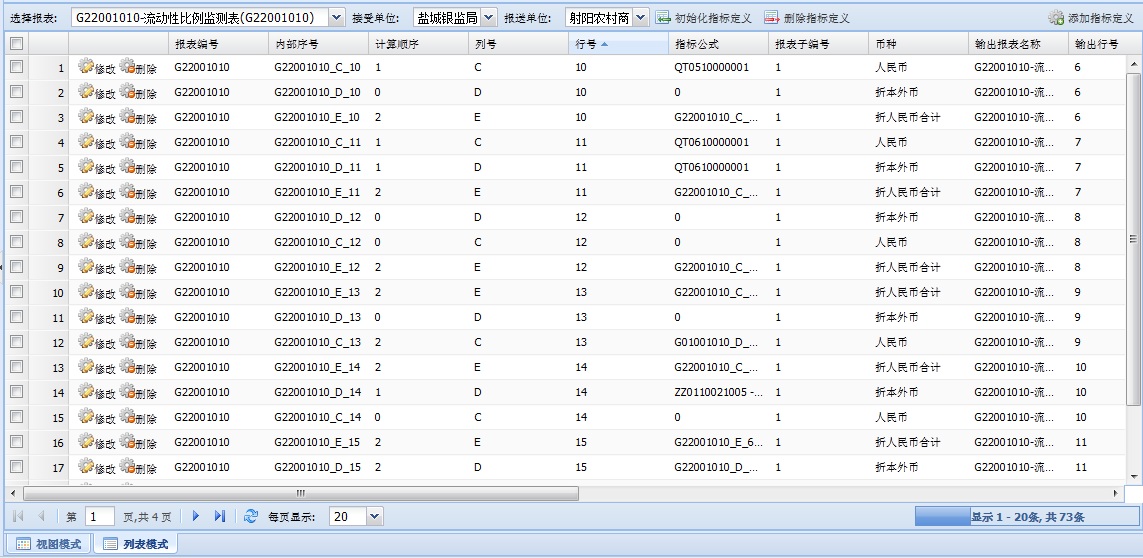 选择报表: G22001010-流动性比例监测表(G22001010) 接受单位: 盐城银监局 报送单位: 射阳农村商 初始化指标定义 删除指标定义 添加指标定义
报表编号 内部序号 计算顺序 列号 行号 指标公式 报表子编号 币种 输出报表名称 输出行号
1 修改 删除 G22001010 G22001010_C_10 1 C 10 QT0510000001 1 人民币 G22001010-流... 6
2 修改 删除 G22001010 G22001010_D_10 0 D 10 0 1 折本外币 G22001010-流... 6
3 修改 删除 G22001010 G22001010_E_10 2 E 10 G22001010_C_... 1 折人民币合计 G22001010-流... 6
4 修改 删除 G22001010 G22001010_C_11 1 C 11 QT0610000001 1 人民币 G22001010-流... 7
5 修改 删除 G22001010 G22001010_D_11 1 D 11 QT0610000001 1 折本外币 G22001010-流... 7
6 修改 删除 G22001010 G22001010_E_11 2 E 11 G22001010_C_... 1 折人民币合计 G22001010-流... 7
7 修改 删除 G22001010 G22001010_D_12 0 D 12 0 1 折本外币 G22001010-流... 8
8 修改 删除 G22001010 G22001010_C_12 0 C 12 0 1 人民币 G22001010-流... 8
9 修改 删除 G22001010 G22001010_E_12 2 E 12 G22001010_C_... 1 折人民币合计 G22001010-流... 8
10 修改 删除 G22001010 G22001010_E_13 2 E 13 G22001010_C_... 1 折人民币合计 G22001010-流... 9
11 修改 删除 G22001010 G22001010_D_13 0 D 13 0 1 折本外币 G22001010-流... 9
12 修改 删除 G22001010 G22001010_C_13 2 C 13 G01001010_D_... 1 人民币 G22001010-流... 9
13 修改 删除 G22001010 G22001010_E_14 2 E 14 G22001010_C_... 1 折人民币合计 G22001010-流... 10
14 修改 删除 G22001010 G22001010_D_14 1 D 14 ZZ0110021005 -... 1 折本外币 G22001010-流... 10
15 修改 删除 G22001010 G22001010_C_14 0 C 14 0 1 人民币 G22001010-流... 10
16 修改 删除 G22001010 G22001010_E_15 2 E 15 G22001010_E_6... 1 折人民币合计 G22001010-流... 11
17 修改 删除 G22001010 G22001010_D_15 2 D 15 G22001010_D_... 1 折本外币 G22001010-流... 11
第 1 页,共 4 页 每页显示: 20 显示 1 - 20条, 共 73条
视图模式 列表模式